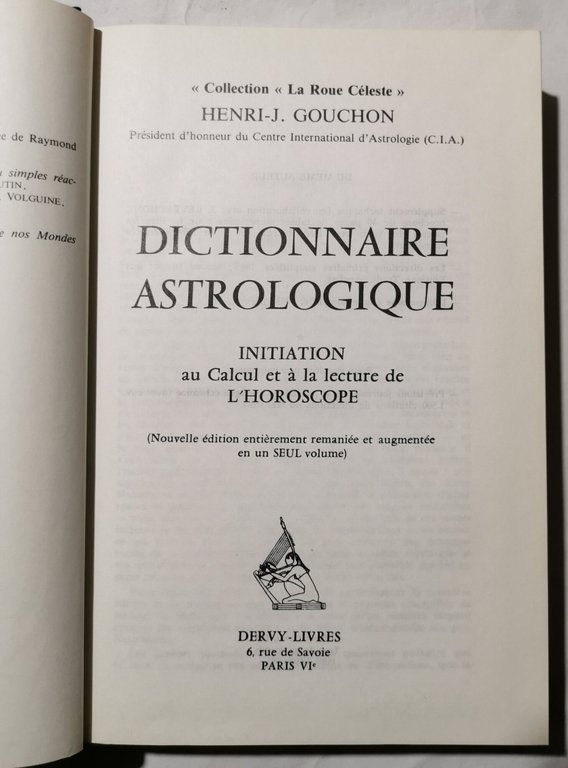 e de Raymond
simples réac-
UTIN.
VOLGUINE.
e nos Mondes
« Collection « La Roue Céleste »
HENRI-J. GOUCHON
Président d'honneur du Centre International d'Astrologie (C.I.A.)
DICTIONNAIRE
ASTROLOGIQUE
INITIATION
au Calcul et à la lecture de
L'HOROSCOPE
(Nouvelle édition entièrement remaniée et augmentée
en un SEUL volume)
DERVY-LIVRES
6, rue de Savoie
PARIS VIe